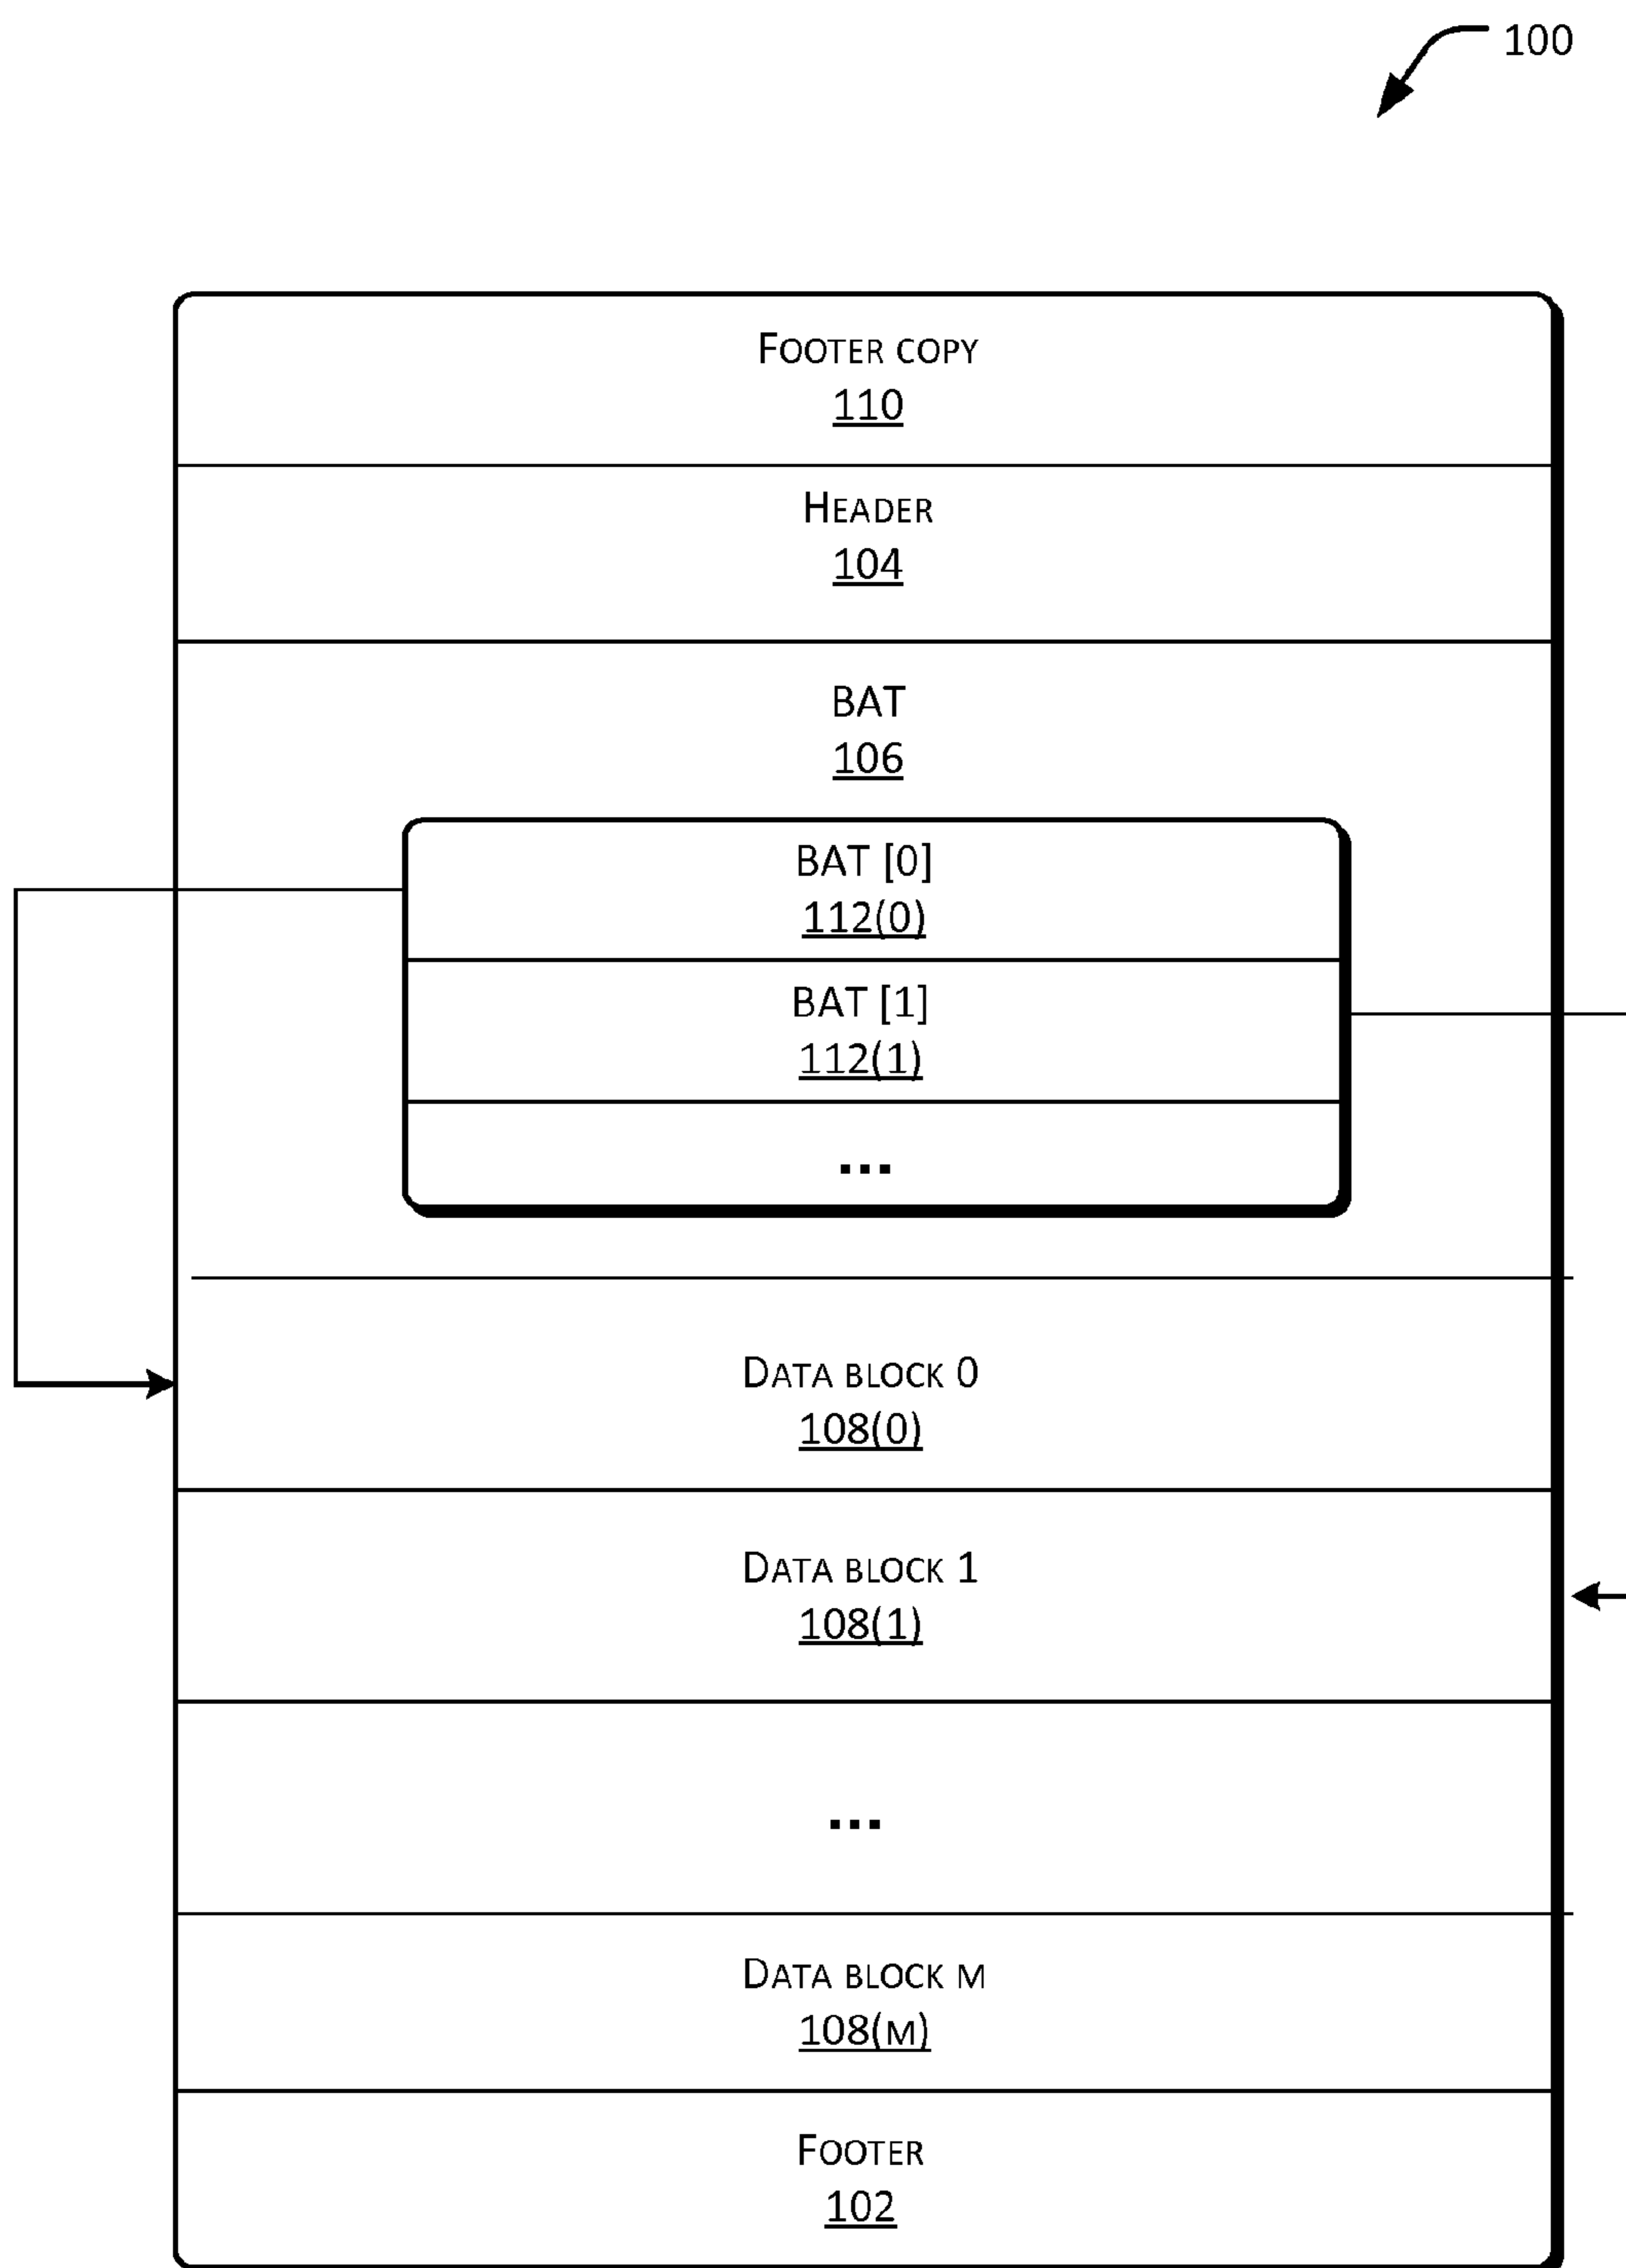 100
FOOTER COPY
110
HEADER
104
BAT
106
BAT [0]
112(0)
BAT [1]
112(1)
...
DATA BLOCK 0
108(0)
DATA BLOCK 1
108(1)
...
DATA BLOCK M
108(M)
FOOTER
102